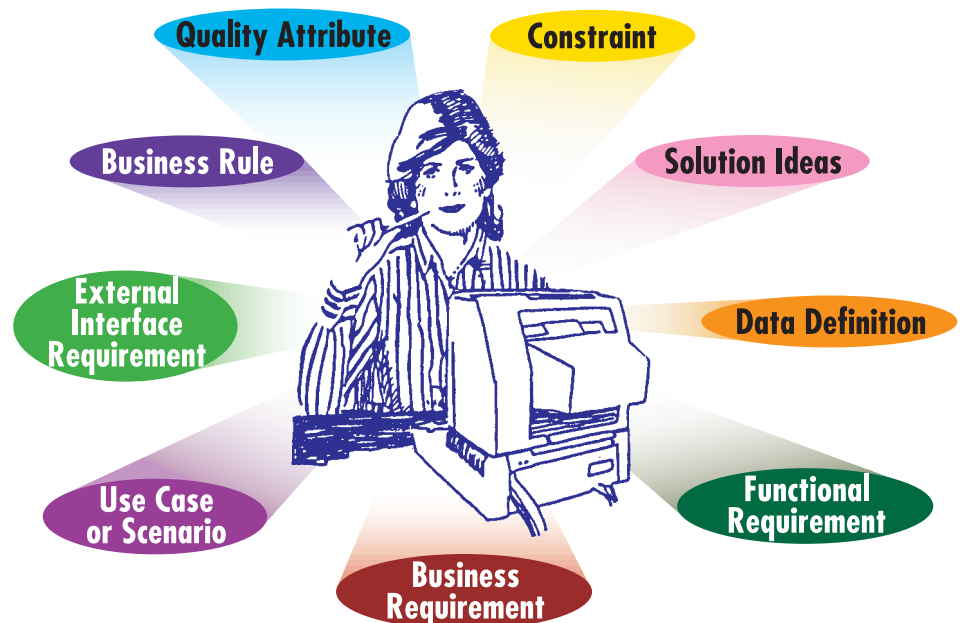 Quality Attribute
Constraint
Business Rule
Solution Ideas
External
Interface
Requirement
Data Definition
Use Case
or Scenario
Functional
Requirement
Business
Requirement